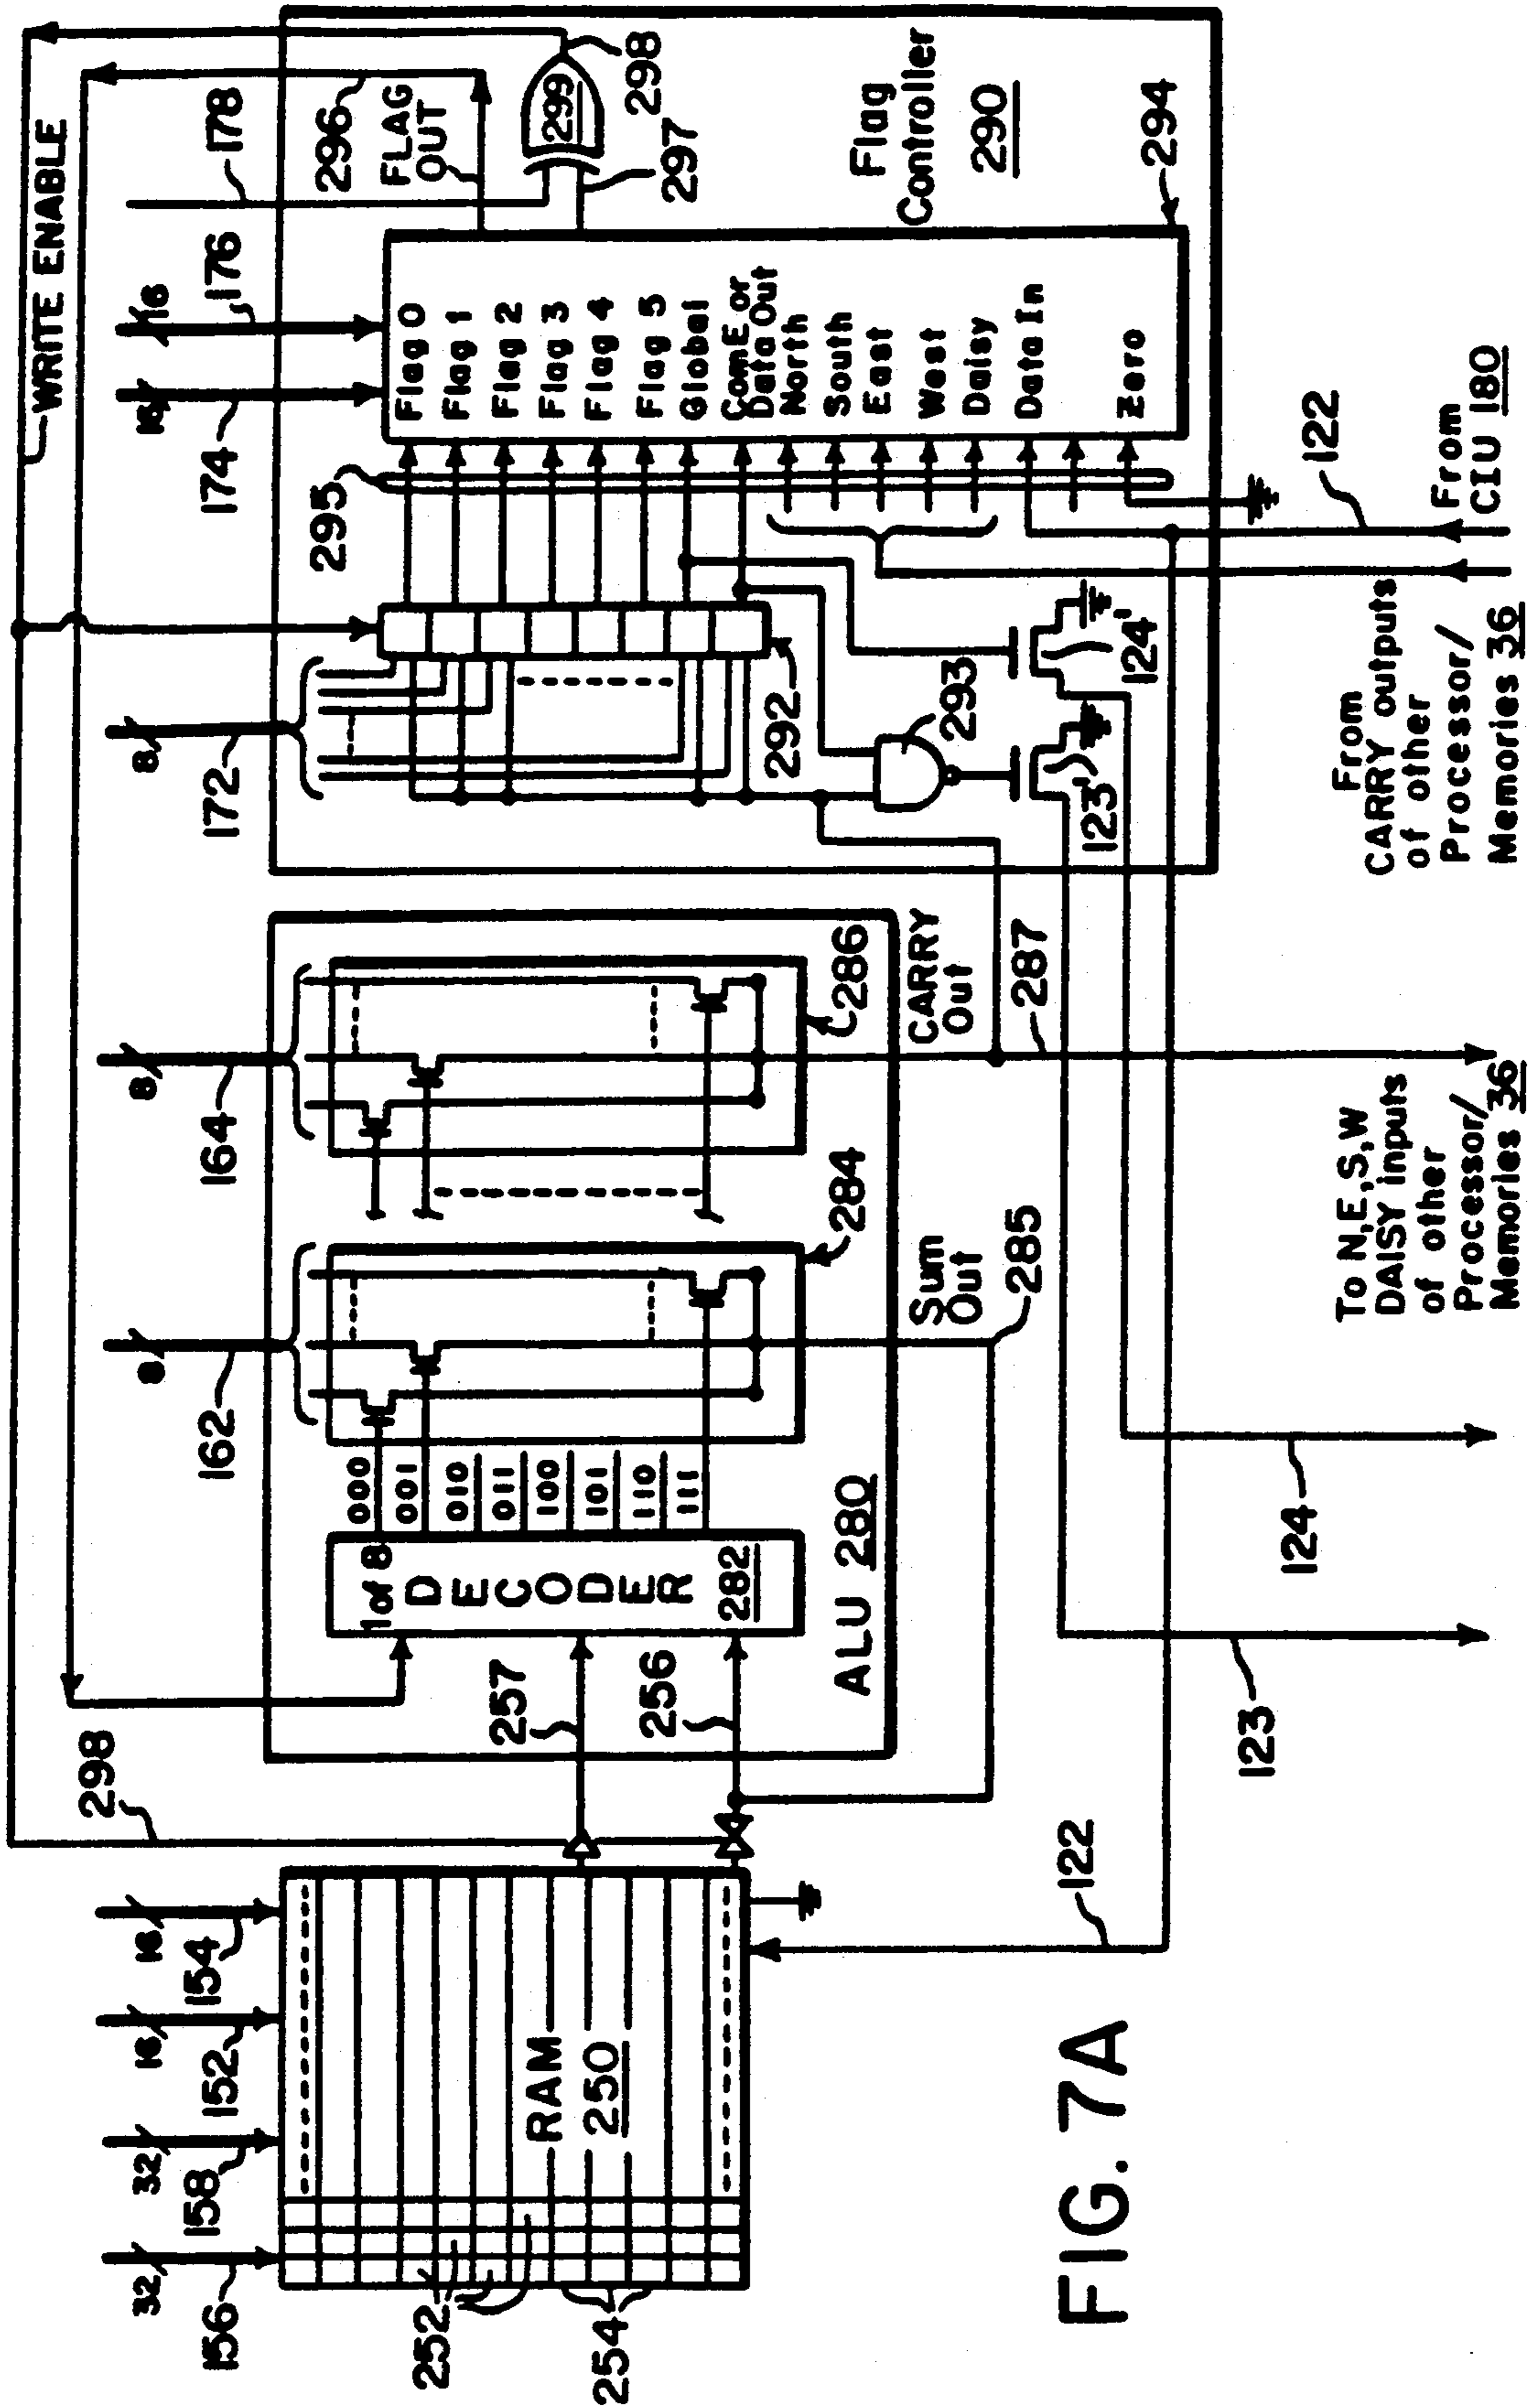 WRITE ENABLE
298
32
156
32
158
16
152
16
154
252
254
RAM
250
122
257
256
1 of 8
DECODER
282
000
001
010
011
100
101
110
111
ALU 280
8
162
284
Sum
Out
285
8
164
286
CARRY
Out
287
8
172
292
293
123'
124'
295
174
16
176
178
296
FLAG
OUT
Flag 0
Flag 1
Flag 2
Flag 3
Flag 4
Flag 5
Global
ComE or
Data Out
North
South
East
West
Daisy
Data In
Zero
299
298
297
Flag
Controller
290
294
123
124
To N,E,S,W
DAISY inputs
of other
Processor/
Memories 36
From
CARRY outputs
of other
Processor/
Memories 36
122
From
CIU 180
FIG. 7A